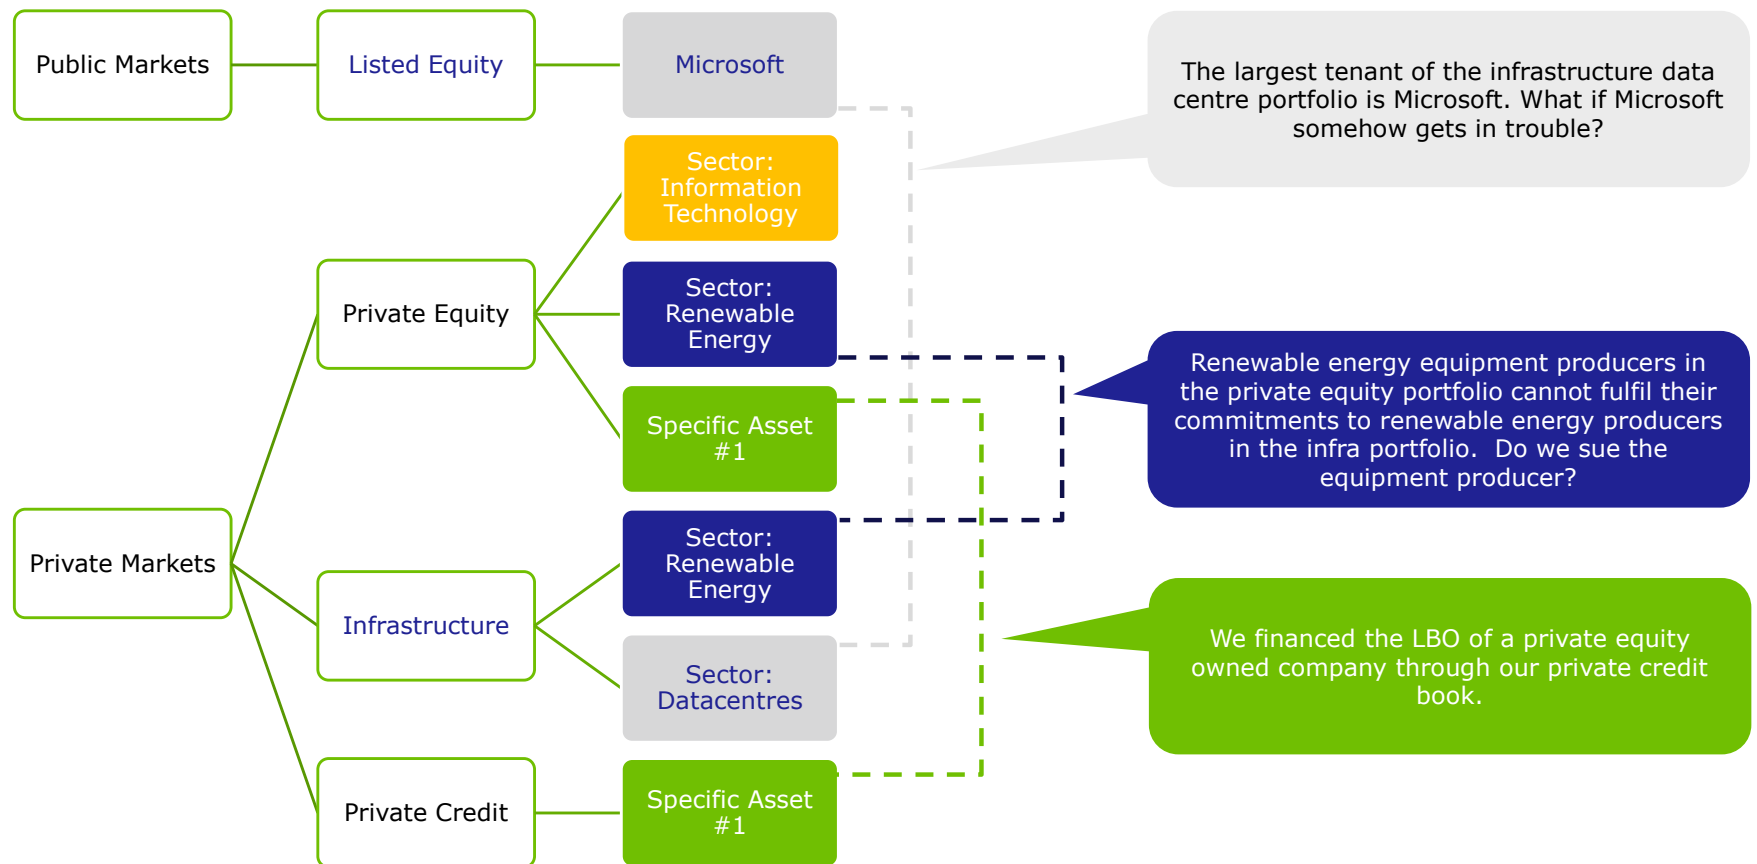 Public Markets
Listed Equity
Microsoft
Sector:
Information
Technology
Private Equity
Sector:
Renewable
Energy
Specific Asset
#1
Private Markets
Infrastructure
Sector:
Renewable
Energy
Sector:
Datacentres
Private Credit
Specific Asset
#1
The largest tenant of the infrastructure data
centre portfolio is Microsoft. What if Microsoft
somehow gets in trouble?
Renewable energy equipment producers in
the private equity portfolio cannot fulfil their
commitments to renewable energy producers
in the infra portfolio.  Do we sue the
equipment producer?
We financed the LBO of a private equity
owned company through our private credit
book.